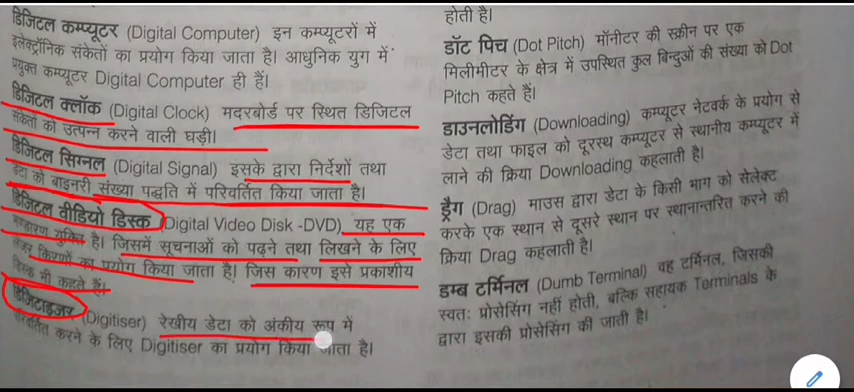 डिजिटल कम्प्यूटर (Digital Computer) इन कम्प्यूटरों में
इलेक्ट्रॉनिक संकेतों का प्रयोग किया जाता है। आधुनिक युग में
प्रयुक्त कम्प्यूटर Digital Computer ही हैं।
डिजिटल क्लॉक (Digital Clock) मदरबोर्ड पर स्थित डिजिटल
संकेतों को उत्पन्न करने वाली घड़ी।
डिजिटल सिग्नल (Digital Signal) इसके द्वारा निर्देशों तथा
डेटा को बाइनरी संख्या पद्धति में परिवर्तित किया जाता है।
डिजिटल वीडियो डिस्क (Digital Video Disk -DVD) यह एक
भण्डारण युक्ति है। जिसमें सूचनाओं को पढ़ने तथा लिखने के लिए
लेजर किरणों का प्रयोग किया जाता है। जिस कारण इसे प्रकाशीय
डिस्क भी कहते हैं।
डिजिटाइजर (Digitiser) रेखीय डेटा को अंकीय रूप में
परिवर्तित करने के लिए Digitiser का प्रयोग किया जाता है।
होती है।
डॉट पिच (Dot Pitch) मॉनीटर की स्क्रीन पर एक
मिलीमीटर के क्षेत्र में उपस्थित कुल बिन्दुओं की संख्या को Dot
Pitch कहते हैं।
डाउनलोडिंग (Downloading) कम्प्यूटर नेटवर्क के प्रयोग से
डेटा तथा फाइल को दूरस्थ कम्प्यूटर से स्थानीय कम्प्यूटर में
लाने की क्रिया Downloading कहलाती है।
ड्रैग (Drag) माउस द्वारा डेटा के किसी भाग को सेलेक्ट
करके एक स्थान से दूसरे स्थान पर स्थानान्तरित करने की
क्रिया Drag कहलाती है।
डम्ब टर्मिनल (Dumb Terminal) वह टर्मिनल, जिसकी
स्वतः प्रोसेसिंग नहीं होती, बल्कि सहायक Terminals के
द्वारा इसकी प्रोसेसिंग की जाती है।